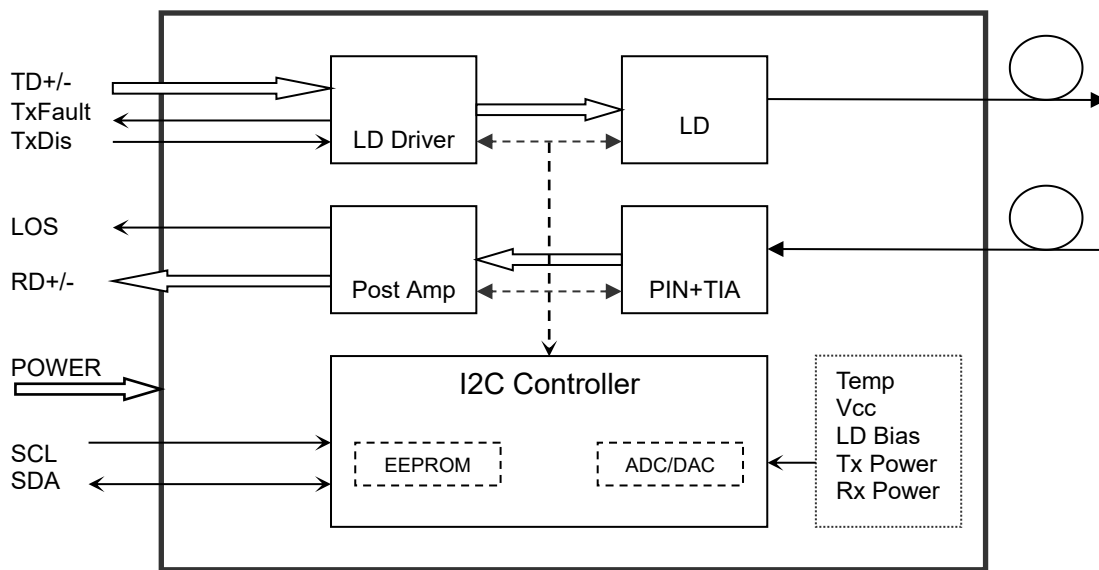 TD+/-
TxFault
TxDis
LD Driver
LD
LOS
RD+/-
Post Amp
PIN+TIA
POWER
I2C Controller
SCL
SDA
EEPROM
ADC/DAC
Temp
Vcc
LD Bias
Tx Power
Rx Power